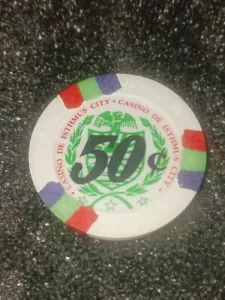 CASINO DE ISTHMUS CITY • CASINO DE ISTHMUS CITY •
50¢